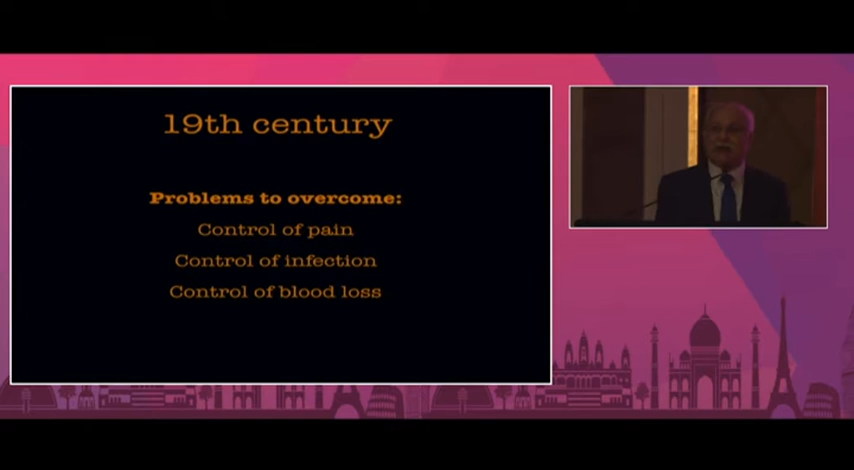 19th century
Problems to overcome:
Control of pain
Control of infection
Control of blood loss